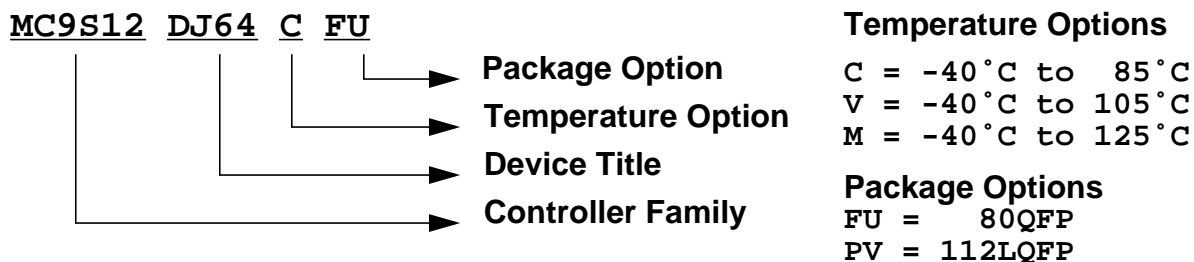 MC9S12 DJ64 C FU
Package Option
Temperature Option
Device Title
Controller Family
Temperature Options
C = -40˚C to 85˚C
V = -40˚C to 105˚C
M = -40˚C to 125˚C
Package Options
FU = 80QFP
PV = 112LQFP